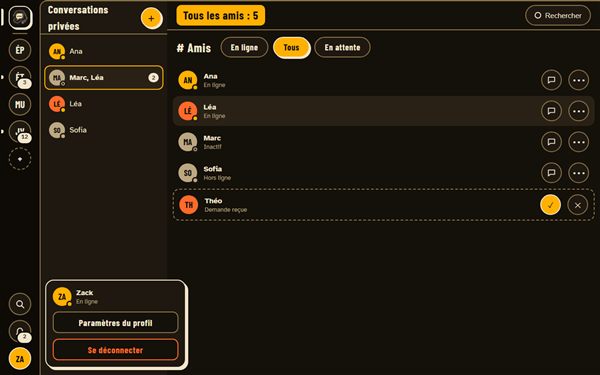 ÉP
3
MU
12
+
2
ZA
Conversations
privées
+
AN Ana
MA Marc, Léa 2
LÉ Léa
SO Sofia
ZA Zack
En ligne
Paramètres du profil
Se déconnecter
Tous les amis : 5
Rechercher
# Amis En ligne Tous En attente
AN Ana
En ligne
LÉ Léa
En ligne
MA Marc
Inactif
SO Sofia
Hors ligne
TH Théo
Demande reçue